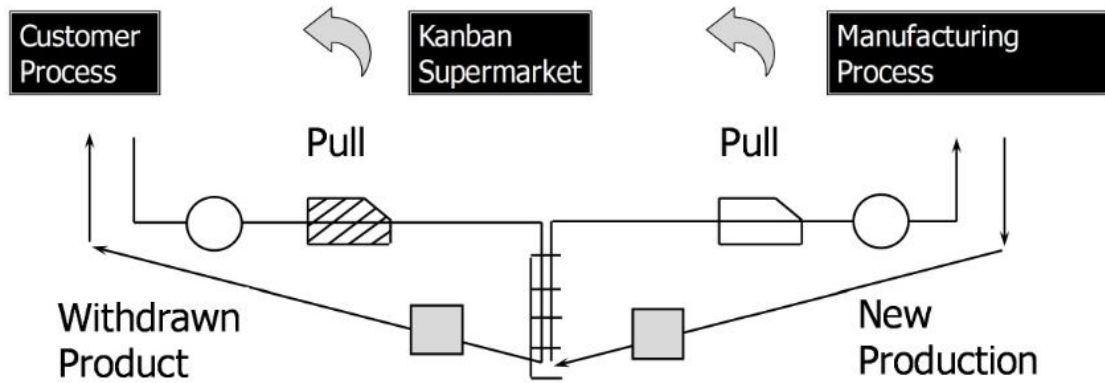 Customer
Process
Kanban
Supermarket
Manufacturing
Process
Pull
Pull
Withdrawn
Product
New
Production